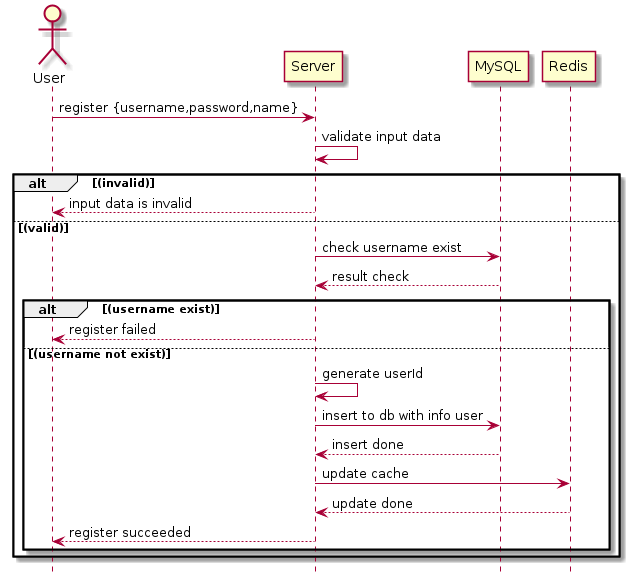 User
Server
MySQL
Redis
register {username,password,name}
validate input data
alt [(invalid)]
input data is invalid
[(valid)]
check username exist
result check
alt [(username exist)]
register failed
[(username not exist)]
generate userId
insert to db with info user
insert done
update cache
update done
register succeeded